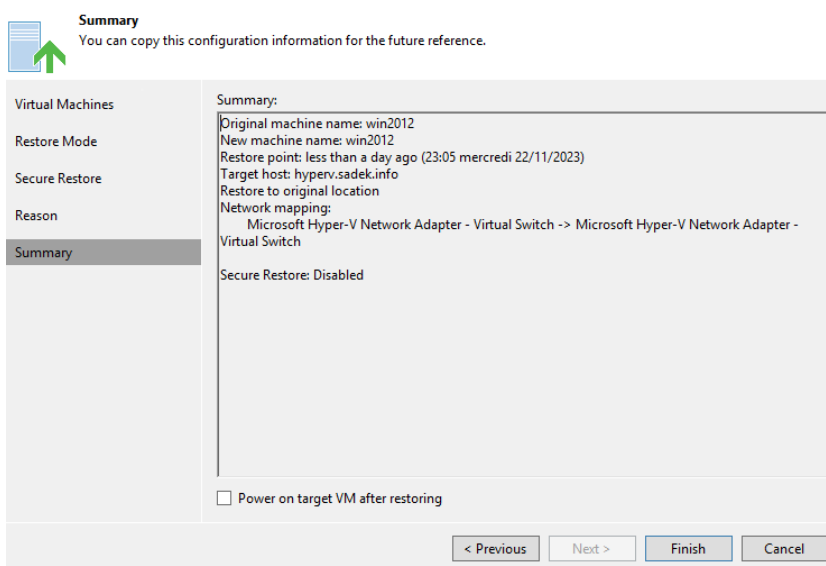 Summary
You can copy this configuration information for the future reference.
Virtual Machines
Restore Mode
Secure Restore
Reason
Summary
Summary:
Original machine name: win2012
New machine name: win2012
Restore point: less than a day ago (23:05 mercredi 22/11/2023)
Target host: hyperv.sadek.info
Restore to original location
Network mapping:
Microsoft Hyper-V Network Adapter - Virtual Switch -> Microsoft Hyper-V Network Adapter -
Virtual Switch
Secure Restore: Disabled
Power on target VM after restoring
< Previous
Next >
Finish
Cancel